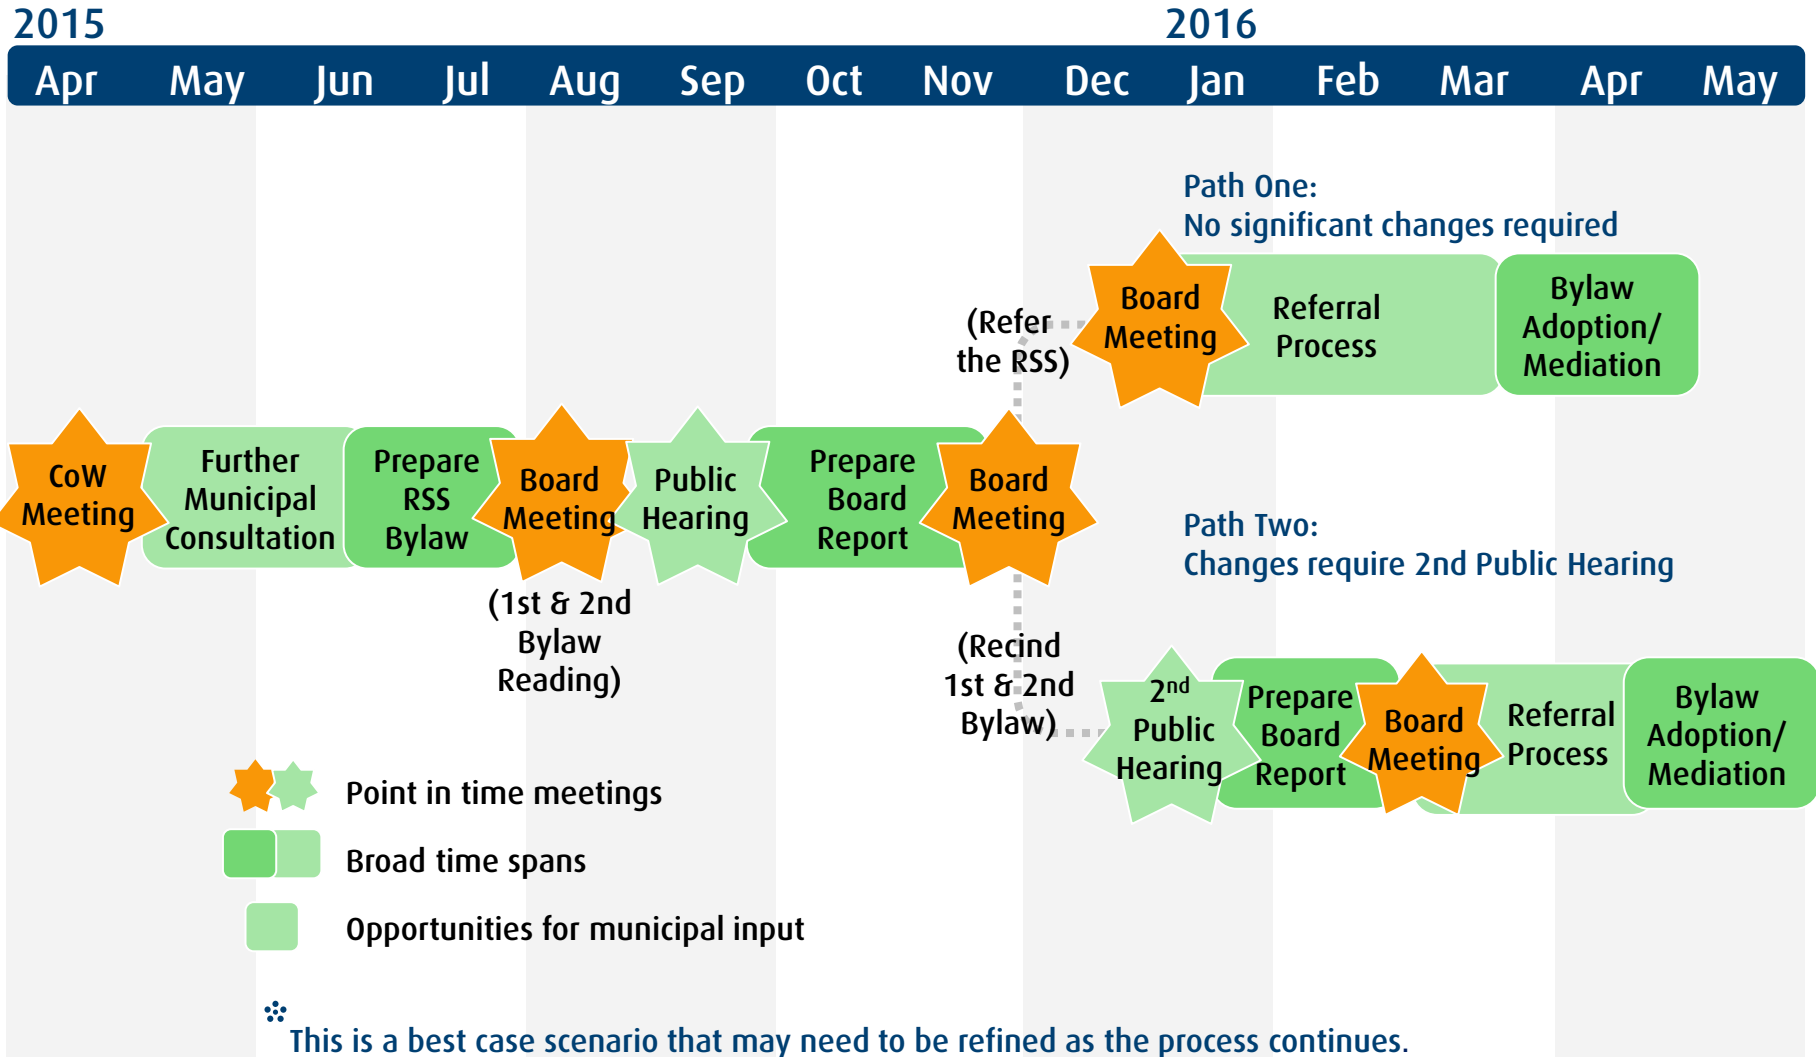 2015
2016
Apr May Jun Jul Aug Sep Oct Nov Dec Jan Feb Mar Apr May
Path One:
No significant changes required
(Refer
the RSS)
Board
Meeting
Referral
Process
Bylaw
Adoption/
Mediation
CoW
Meeting
Further
Municipal
Consultation
Prepare
RSS
Bylaw
Board
Meeting
(1st & 2nd
Bylaw
Reading)
Public
Hearing
Prepare
Board
Report
Board
Meeting
Path Two:
Changes require 2nd Public Hearing
(Recind
1st & 2nd
Bylaw)
2nd
Public
Hearing
Prepare
Board
Report
Board
Meeting
Referral
Process
Bylaw
Adoption/
Mediation
Point in time meetings
Broad time spans
Opportunities for municipal input
This is a best case scenario that may need to be refined as the process continues.